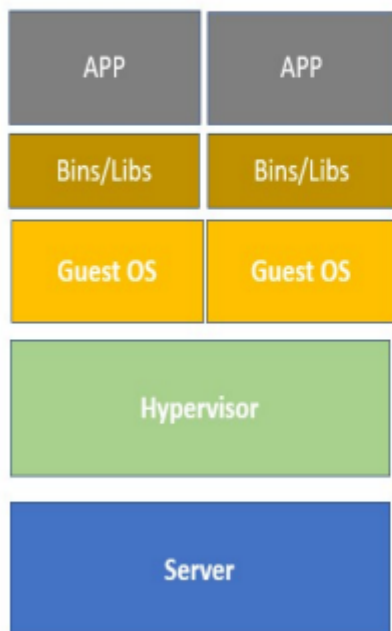 APP APP
Bins/Libs Bins/Libs
Guest OS Guest OS
Hypervisor
Server